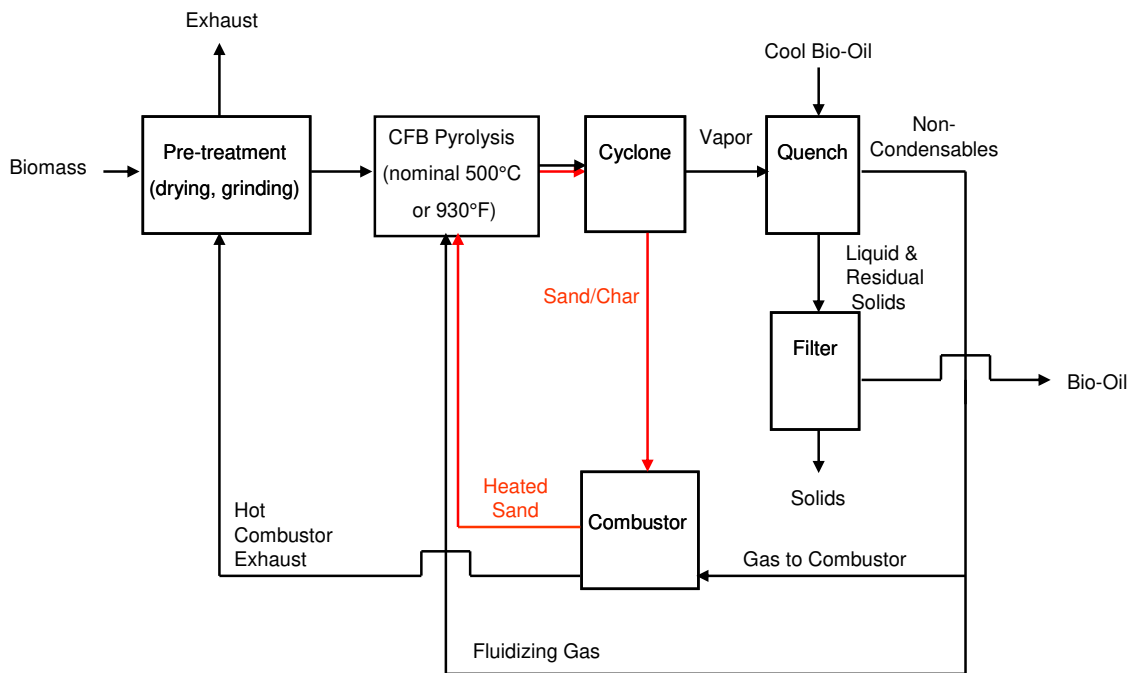 Exhaust
Cool Bio-Oil
Biomass
Pre-treatment
(drying, grinding)
CFB Pyrolysis
(nominal 500°C
or 930°F)
Cyclone
Vapor
Quench
Non-
Condensables
Sand/Char
Liquid &
Residual
Solids
Filter
Bio-Oil
Solids
Heated
Sand
Combustor
Hot
Combustor
Exhaust
Gas to Combustor
Fluidizing Gas